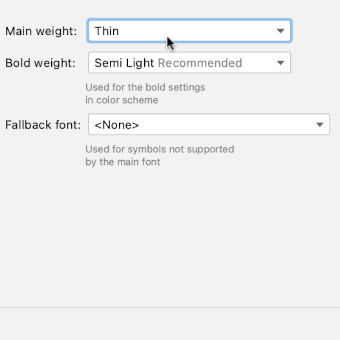 Main weight: Thin
Bold weight: Semi Light Recommended
Used for the bold settings
in color scheme
Fallback font: <None>
Used for symbols not supported
by the main font